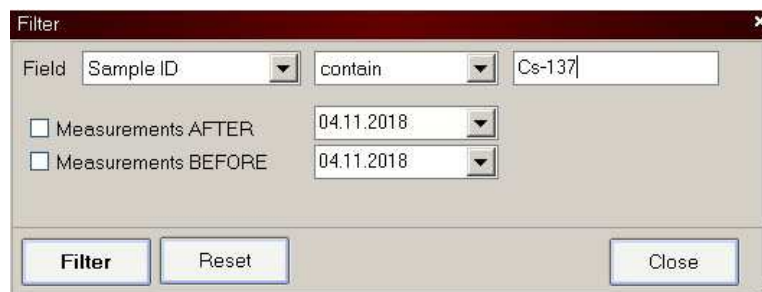 Filter
Field Sample ID contain Cs-137
Measurements AFTER 04.11.2018
Measurements BEFORE 04.11.2018
Filter Reset Close